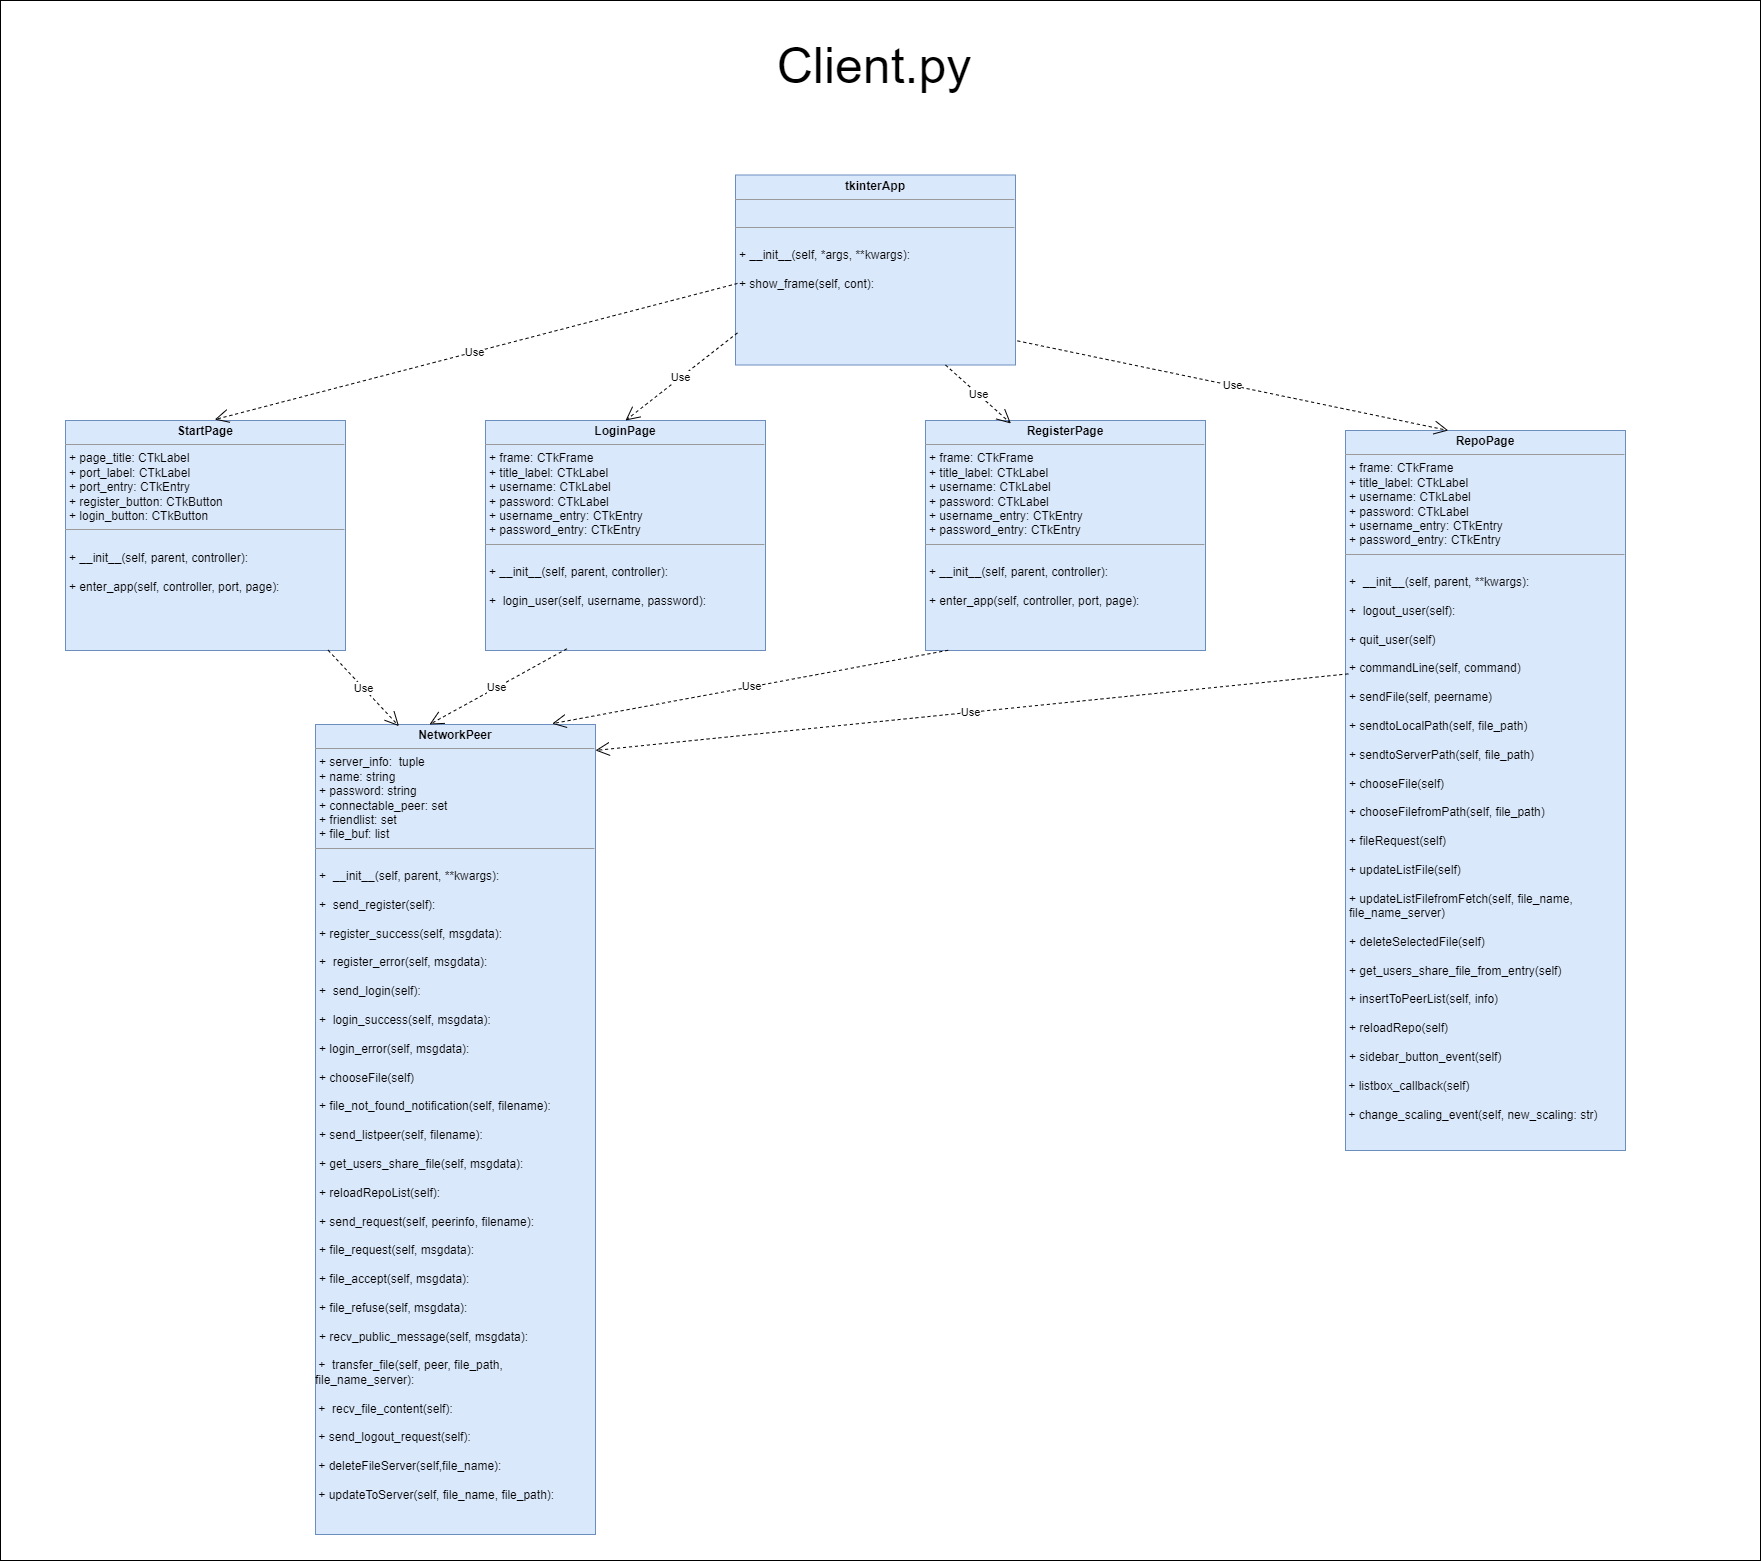 Client.py
tkinterApp
+ __init__(self, *args, **kwargs):
+ show_frame(self, cont):
Use
Use
Use
Use
StartPage
+ page_title: CTkLabel
+ port_label: CTkLabel
+ port_entry: CTkEntry
+ register_button: CTkButton
+ login_button: CTkButton
+ __init__(self, parent, controller):
+ enter_app(self, controller, port, page):
LoginPage
+ frame: CTkFrame
+ title_label: CTkLabel
+ username: CTkLabel
+ password: CTkLabel
+ username_entry: CTkEntry
+ password_entry: CTkEntry
+ __init__(self, parent, controller):
+ login_user(self, username, password):
RegisterPage
+ frame: CTkFrame
+ title_label: CTkLabel
+ username: CTkLabel
+ password: CTkLabel
+ username_entry: CTkEntry
+ password_entry: CTkEntry
+ __init__(self, parent, controller):
+ enter_app(self, controller, port, page):
RepoPage
+ frame: CTkFrame
+ title_label: CTkLabel
+ username: CTkLabel
+ password: CTkLabel
+ username_entry: CTkEntry
+ password_entry: CTkEntry
+ __init__(self, parent, **kwargs):
+ logout_user(self):
+ quit_user(self)
+ commandLine(self, command)
+ sendFile(self, peername)
+ sendtoLocalPath(self, file_path)
+ sendtoServerPath(self, file_path)
+ chooseFile(self)
+ chooseFilefromPath(self, file_path)
+ fileRequest(self)
+ updateListFile(self)
+ updateListFilefromFetch(self, file_name,
file_name_server)
+ deleteSelectedFile(self)
+ get_users_share_file_from_entry(self)
+ insertToPeerList(self, info)
+ reloadRepo(self)
+ sidebar_button_event(self)
+ listbox_callback(self)
+ change_scaling_event(self, new_scaling: str)
Use
Use
Use
Use
NetworkPeer
+ server_info: tuple
+ name: string
+ password: string
+ connectable_peer: set
+ friendlist: set
+ file_buf: list
+ __init__(self, parent, **kwargs):
+ send_register(self):
+ register_success(self, msgdata):
+ register_error(self, msgdata):
+ send_login(self):
+ login_success(self, msgdata):
+ login_error(self, msgdata):
+ chooseFile(self)
+ file_not_found_notification(self, filename):
+ send_listpeer(self, filename):
+ get_users_share_file(self, msgdata):
+ reloadRepoList(self):
+ send_request(self, peerinfo, filename):
+ file_request(self, msgdata):
+ file_accept(self, msgdata):
+ file_refuse(self, msgdata):
+ recv_public_message(self, msgdata):
+ transfer_file(self, peer, file_path,
file_name_server):
+ recv_file_content(self):
+ send_logout_request(self):
+ deleteFileServer(self,file_name):
+ updateToServer(self, file_name, file_path):